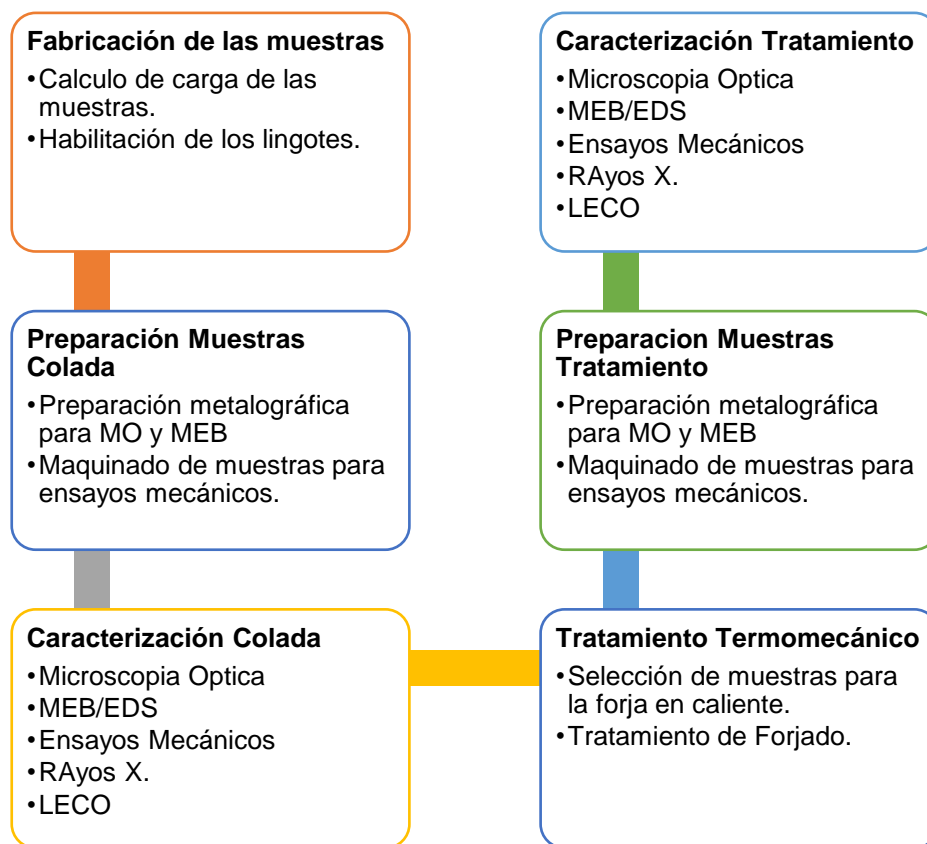 Fabricación de las muestras
•Calculo de carga de las
muestras.
•Habilitación de los lingotes.
Preparación Muestras
Colada
•Preparación metalográfica
para MO y MEB
•Maquinado de muestras para
ensayos mecánicos.
Caracterización Colada
•Microscopia Optica
•MEB/EDS
•Ensayos Mecánicos
•RAyos X.
•LECO
Tratamiento Termomecánico
•Selección de muestras para
la forja en caliente.
•Tratamiento de Forjado.
Preparacion Muestras
Tratamiento
•Preparación metalográfica
para MO y MEB
•Maquinado de muestras para
ensayos mecánicos.
Caracterización Tratamiento
•Microscopia Optica
•MEB/EDS
•Ensayos Mecánicos
•RAyos X.
•LECO